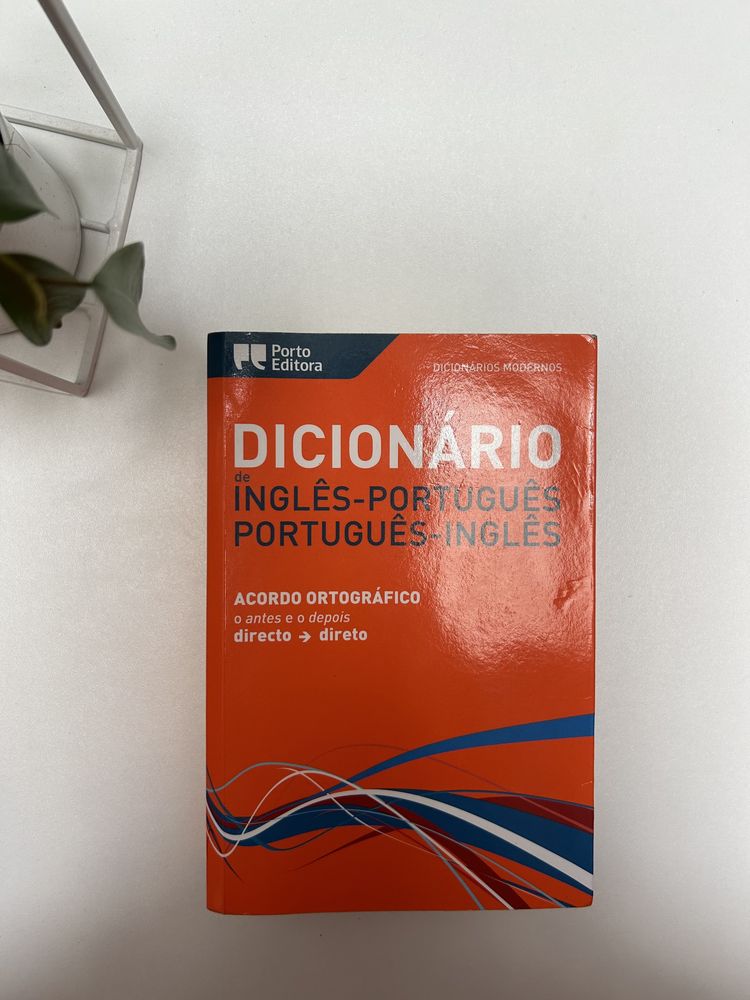 Porto
Editora
DICIONÁRIOS MODERNOS
DICIONÁRIO
de
INGLÊS-PORTUGUÊS
PORTUGUÊS-INGLÊS
ACORDO ORTOGRÁFICO
o antes e o depois
directo → direto